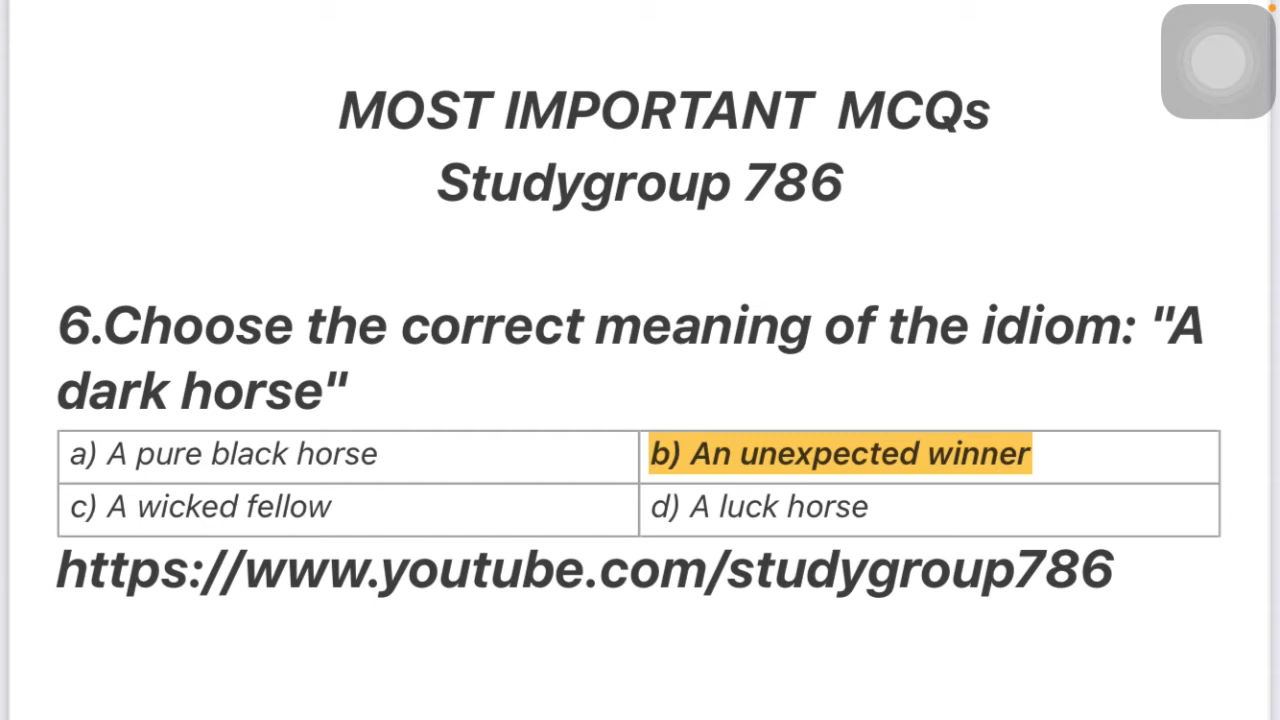 MOST IMPORTANT  MCQs
Studygroup 786
6.Choose the correct meaning of the idiom: "A
dark horse"
a) A pure black horse
b) An unexpected winner
c) A wicked fellow
d) A luck horse
https://www.youtube.com/studygroup786